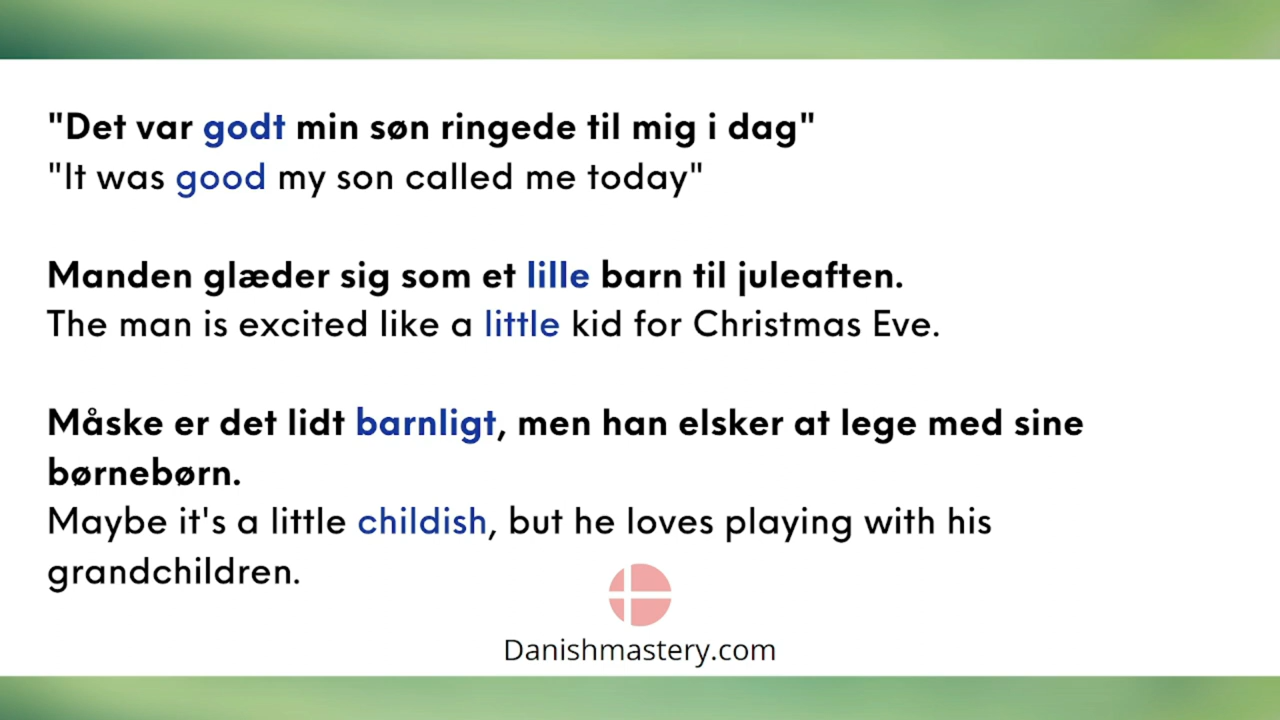 "Det var godt min søn ringede til mig i dag"
"It was good my son called me today"
Manden glæder sig som et lille barn til juleaften.
The man is excited like a little kid for Christmas Eve.
Måske er det lidt barnligt, men han elsker at lege med sine
børnebørn.
Maybe it's a little childish, but he loves playing with his
grandchildren.
Danishmastery.com